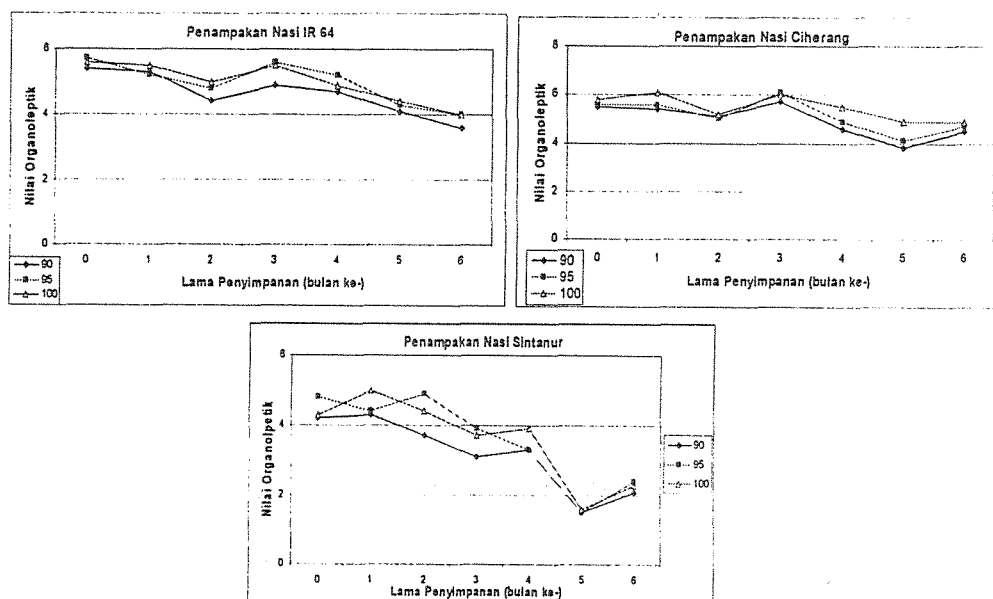 Penampakan Nasi IR 64
6
4
2
0
Nilai Organoleptik
0 1 2 3 4 5 6
Lama Penyimpanan (bulan ke-)
90
95
100
Penampakan Nasi Ciherang
8
6
4
2
0
Nilai Organoleptik
0 1 2 3 4 5 6
Lama Penyimpanan (bulan ke-)
90
95
100
Penampakan Nasi Sintanur
6
4
2
0
Nilai Organolpetik
0 1 2 3 4 5 6
Lama Penyimpanan (bulan ke-)
90
95
100